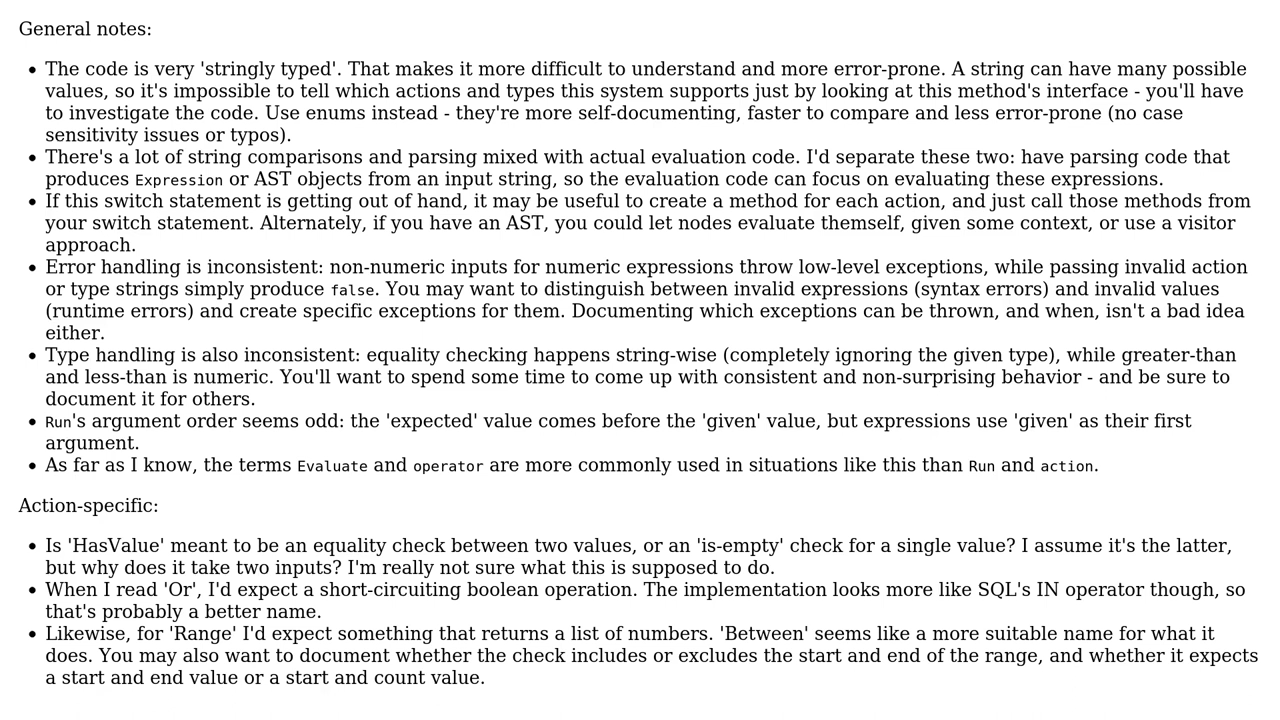 General notes:
• The code is very 'stringly typed'. That makes it more difficult to understand and more error-prone. A string can have many possible
values, so it's impossible to tell which actions and types this system supports just by looking at this method's interface - you'll have
to investigate the code. Use enums instead - they're more self-documenting, faster to compare and less error-prone (no case
sensitivity issues or typos).
• There's a lot of string comparisons and parsing mixed with actual evaluation code. I'd separate these two: have parsing code that
produces Expression or AST objects from an input string, so the evaluation code can focus on evaluating these expressions.
• If this switch statement is getting out of hand, it may be useful to create a method for each action, and just call those methods from
your switch statement. Alternately, if you have an AST, you could let nodes evaluate themself, given some context, or use a visitor
approach.
• Error handling is inconsistent: non-numeric inputs for numeric expressions throw low-level exceptions, while passing invalid action
or type strings simply produce false. You may want to distinguish between invalid expressions (syntax errors) and invalid values
(runtime errors) and create specific exceptions for them. Documenting which exceptions can be thrown, and when, isn't a bad idea
either.
• Type handling is also inconsistent: equality checking happens string-wise (completely ignoring the given type), while greater-than
and less-than is numeric. You'll want to spend some time to come up with consistent and non-surprising behavior - and be sure to
document it for others.
• Run's argument order seems odd: the 'expected' value comes before the 'given' value, but expressions use 'given' as their first
argument.
• As far as I know, the terms Evaluate and operator are more commonly used in situations like this than Run and action.
Action-specific:
• Is 'HasValue' meant to be an equality check between two values, or an 'is-empty' check for a single value? I assume it's the latter,
but why does it take two inputs? I'm really not sure what this is supposed to do.
• When I read 'Or', I'd expect a short-circuiting boolean operation. The implementation looks more like SQL's IN operator though, so
that's probably a better name.
• Likewise, for 'Range' I'd expect something that returns a list of numbers. 'Between' seems like a more suitable name for what it
does. You may also want to document whether the check includes or excludes the start and end of the range, and whether it expects
a start and end value or a start and count value.